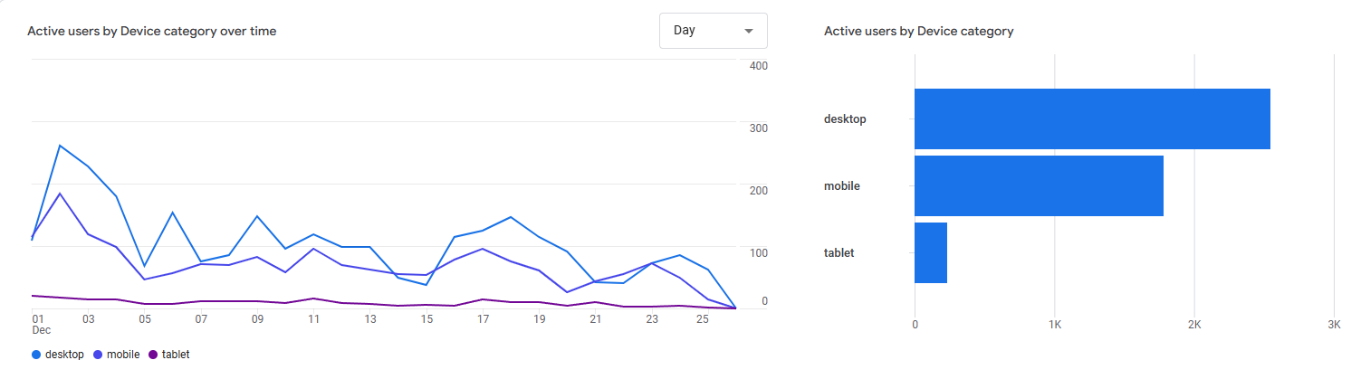 Active users by Device category over time
Day
400
300
200
100
0
01 03 05 07 09 11 13 15 17 19 21 23 25
Dec
desktop mobile tablet
Active users by Device category
desktop
mobile
tablet
0 1K 2K 3K